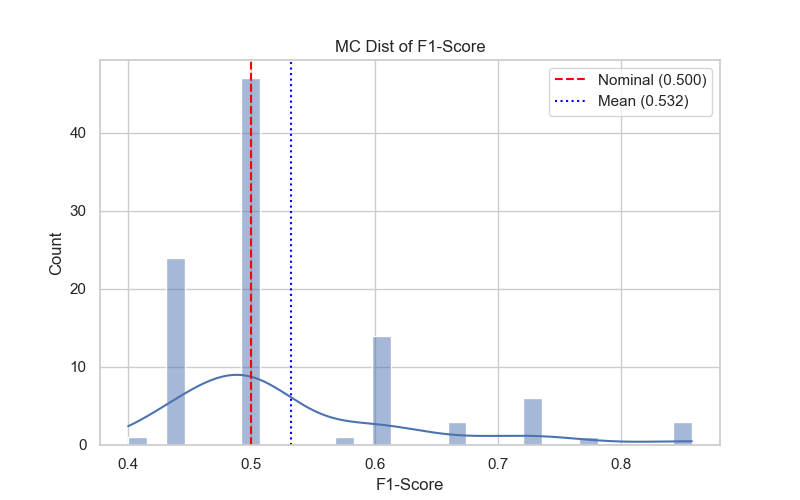 MC Dist of F1-Score
Nominal (0.500)
Mean (0.532)
Count
40
30
20
10
0
0.4 0.5 0.6 0.7 0.8
F1-Score